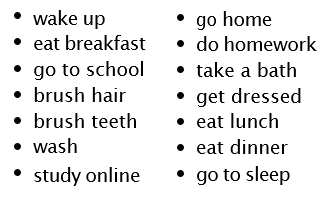 • wake up
• eat breakfast
• go to school
• brush hair
• brush teeth
• wash
• study online
• go home
• do homework
• take a bath
• get dressed
• eat lunch
• eat dinner
• go to sleep